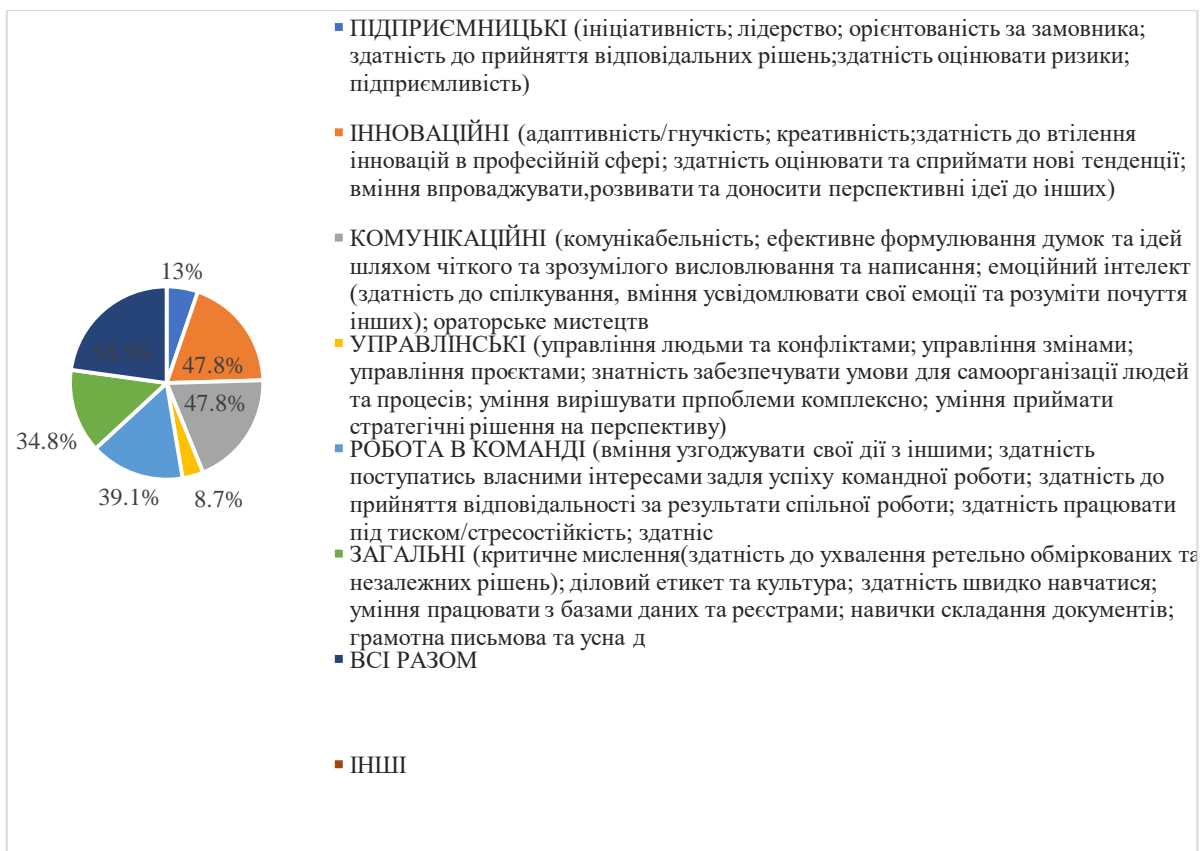 ПІДПРИЄМНИЦЬКІ (ініціативність; лідерство; орієнтованість за замовника;
здатність до прийняття відповідальних рішень;здатність оцінювати ризики;
підприємливість)
ІННОВАЦІЙНІ (адаптивність/гнучкість; креативність;здатність до втілення
інновацій в професійній сфері; здатність оцінювати та сприймати нові тенденції;
вміння впроваджувати,розвивати та доносити перспективні ідеї до інших)
КОМУНІКАЦІЙНІ (комунікабельність; ефективне формулювання думок та ідей
шляхом чіткого та зрозумілого висловлювання та написання; емоційний інтелект
(здатність до спілкування, вміння усвідомлювати свої емоції та розуміти почуття
інших); ораторське мистецтв
УПРАВЛІНСЬКІ (управління людьми та конфліктами; управління змінами;
управління проєктами; знатність забезпечувати умови для самоорганізації людей
та процесів; уміння вирішувати прпоблеми комплексно; уміння приймати
стратегічні рішення на перспективу)
РОБОТА В КОМАНДІ (вміння узгоджувати свої дії з іншими; здатність
поступатись власними інтересами задля успіху командної роботи; здатність до
прийняття відповідальності за результати спільної роботи; здатність працювати
під тиском/стресостійкість; здатніс
ЗАГАЛЬНІ (критичне мислення(здатність до ухвалення ретельно обміркованих та
незалежних рішень); діловий етикет та культура; здатність швидко навчатися;
уміння працювати з базами даних та реєстрами; навички складання документів;
грамотна письмова та усна д
ВСІ РАЗОМ
ІНШІ
13%
47.8%
47.8%
8.7%
39.1%
34.8%
56.5%